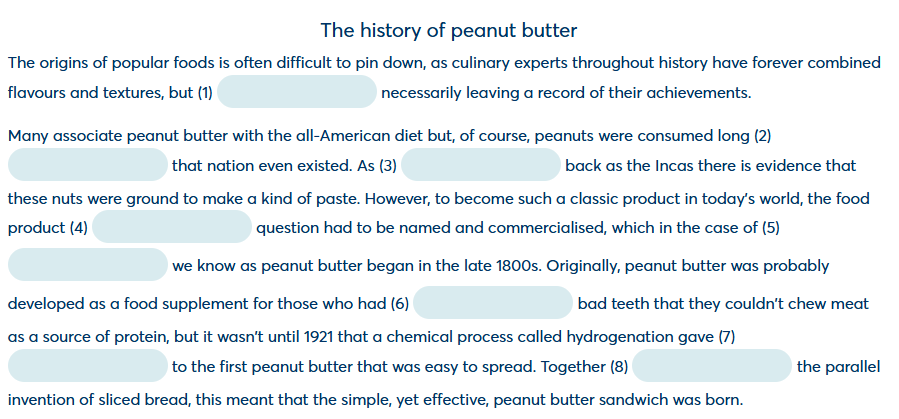 The history of peanut butter
The origins of popular foods is often difficult to pin down, as culinary experts throughout history have forever combined
flavours and textures, but (1) necessarily leaving a record of their achievements.
Many associate peanut butter with the all-American diet but, of course, peanuts were consumed long (2)
that nation even existed. As (3) back as the Incas there is evidence that
these nuts were ground to make a kind of paste. However, to become such a classic product in today's world, the food
product (4) question had to be named and commercialised, which in the case of (5)
we know as peanut butter began in the late 1800s. Originally, peanut butter was probably
developed as a food supplement for those who had (6) bad teeth that they couldn't chew meat
as a source of protein, but it wasn't until 1921 that a chemical process called hydrogenation gave (7)
to the first peanut butter that was easy to spread. Together (8) the parallel
invention of sliced bread, this meant that the simple, yet effective, peanut butter sandwich was born.